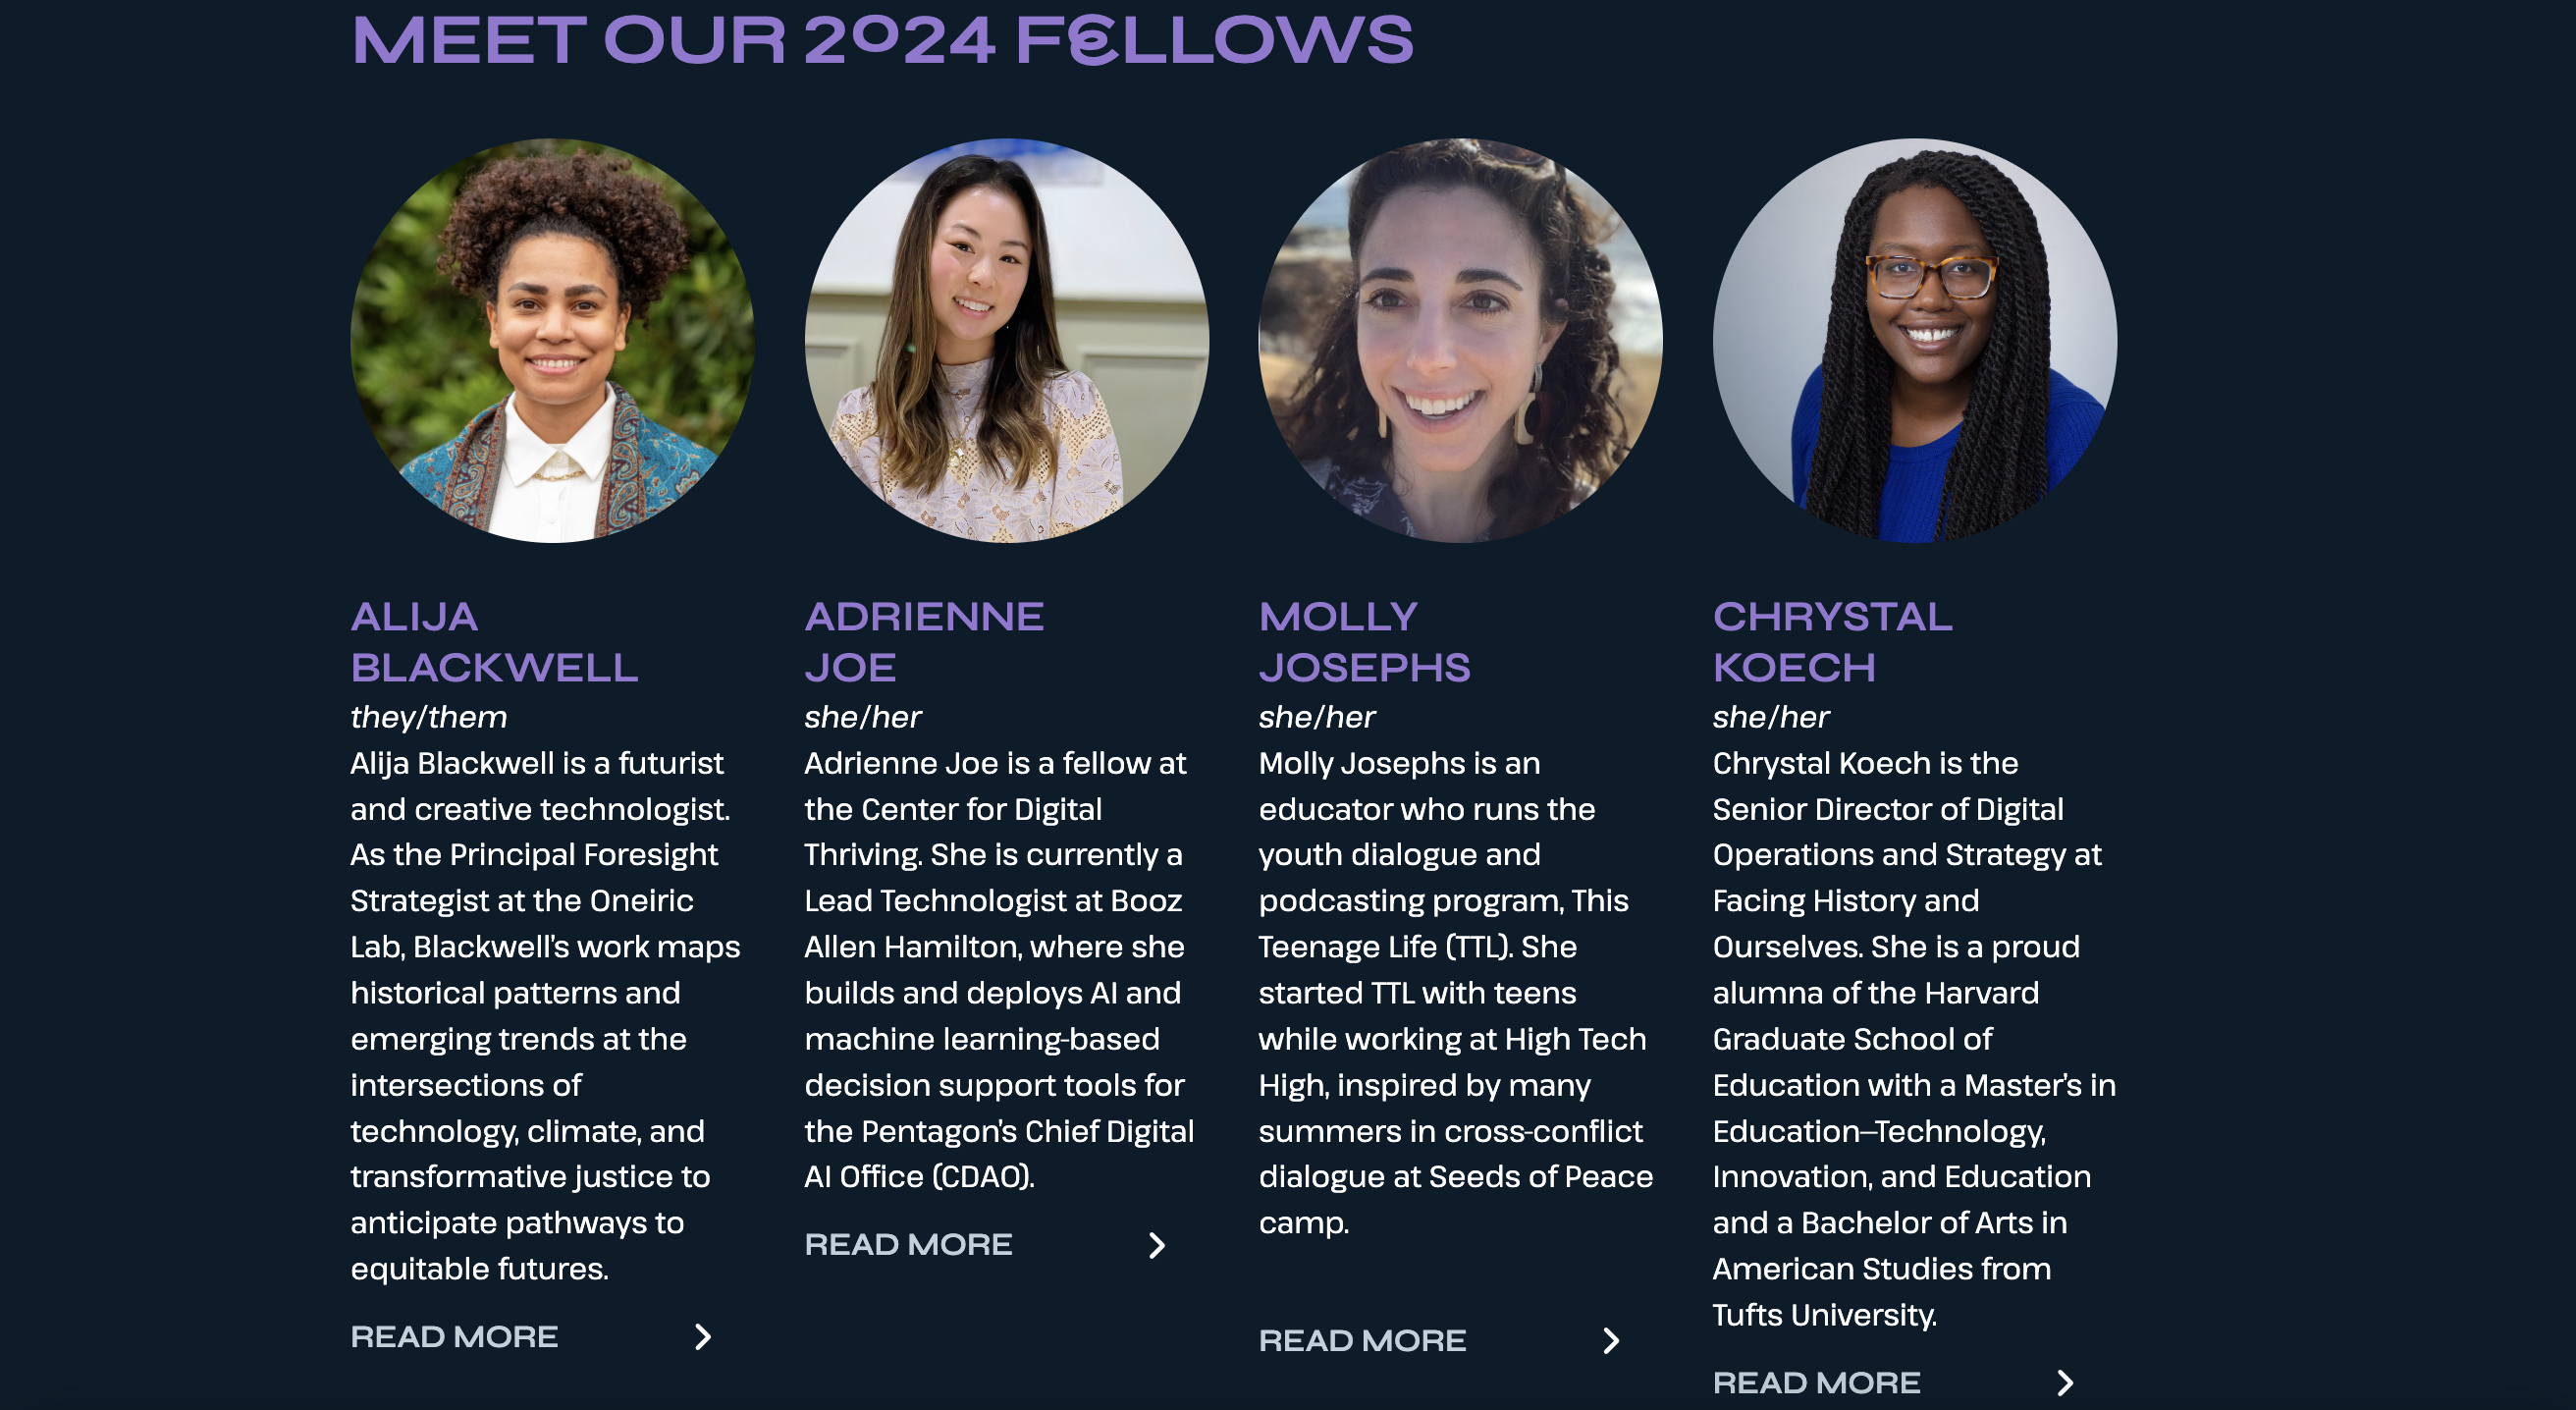 MEET OUR 2024 FELLOWS
ALIJA
BLACKWELL
they/them
Alija Blackwell is a futurist
and creative technologist.
As the Principal Foresight
Strategist at the Oneiric
Lab, Blackwell's work maps
historical patterns and
emerging trends at the
intersections of
technology, climate, and
transformative justice to
anticipate pathways to
equitable futures.
READ MORE
ADRIENNE
JOE
she/her
Adrienne Joe is a fellow at
the Center for Digital
Thriving. She is currently a
Lead Technologist at Booz
Allen Hamilton, where she
builds and deploys AI and
machine learning-based
decision support tools for
the Pentagon's Chief Digital
AI Office (CDAO).
READ MORE
MOLLY
JOSEPHS
she/her
Molly Josephs is an
educator who runs the
youth dialogue and
podcasting program, This
Teenage Life (TTL). She
started TTL with teens
while working at High Tech
High, inspired by many
summers in cross-conflict
dialogue at Seeds of Peace
camp.
READ MORE
CHRYSTAL
KOECH
she/her
Chrystal Koech is the
Senior Director of Digital
Operations and Strategy at
Facing History and
Ourselves. She is a proud
alumna of the Harvard
Graduate School of
Education with a Master's in
Education—Technology,
Innovation, and Education
and a Bachelor of Arts in
American Studies from
Tufts University.
READ MORE